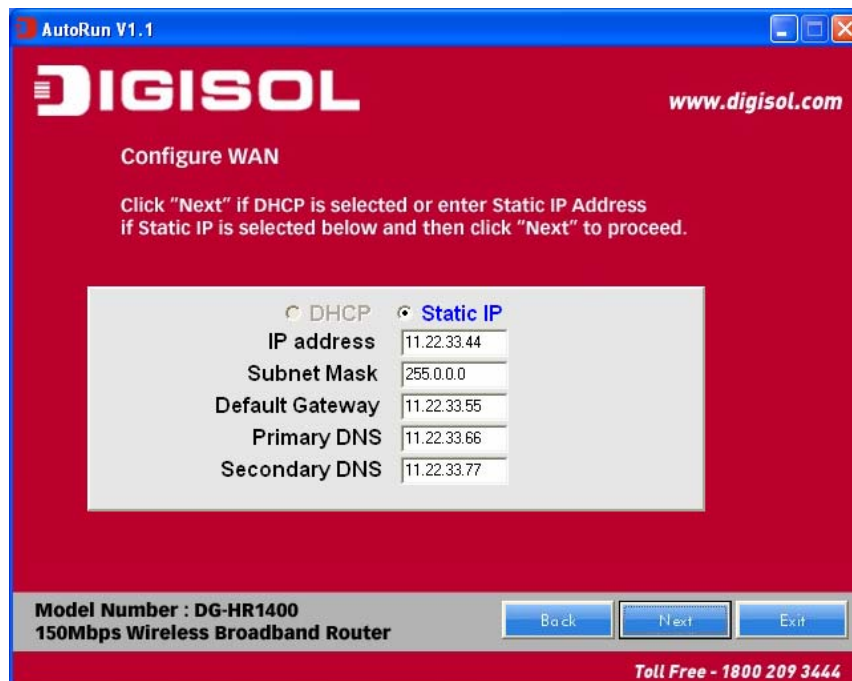 AutoRun V1.1
DIGISOL
www.digisol.com
Configure WAN
Click "Next" if DHCP is selected or enter Static IP Address
if Static IP is selected below and then click "Next" to proceed.
DHCP Static IP
IP address 11.22.33.44
Subnet Mask 255.0.0.0
Default Gateway 11.22.33.55
Primary DNS 11.22.33.66
Secondary DNS 11.22.33.77
Model Number : DG-HR1400
150Mbps Wireless Broadband Router
Back Next Exit
Toll Free - 1800 209 3444